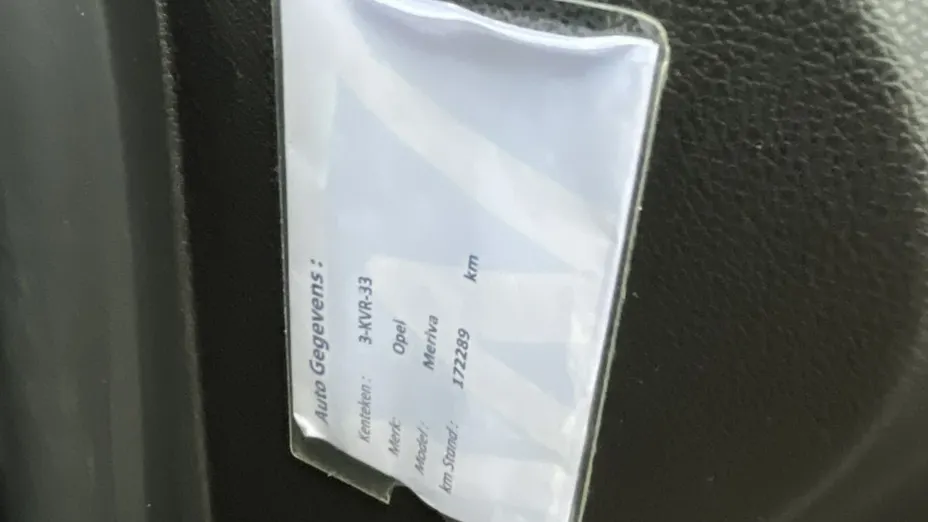 Auto Gegevens :
Kenteken : 3-KVR-33
Merk: Opel
Model : Meriva
km Stand : 172289 km